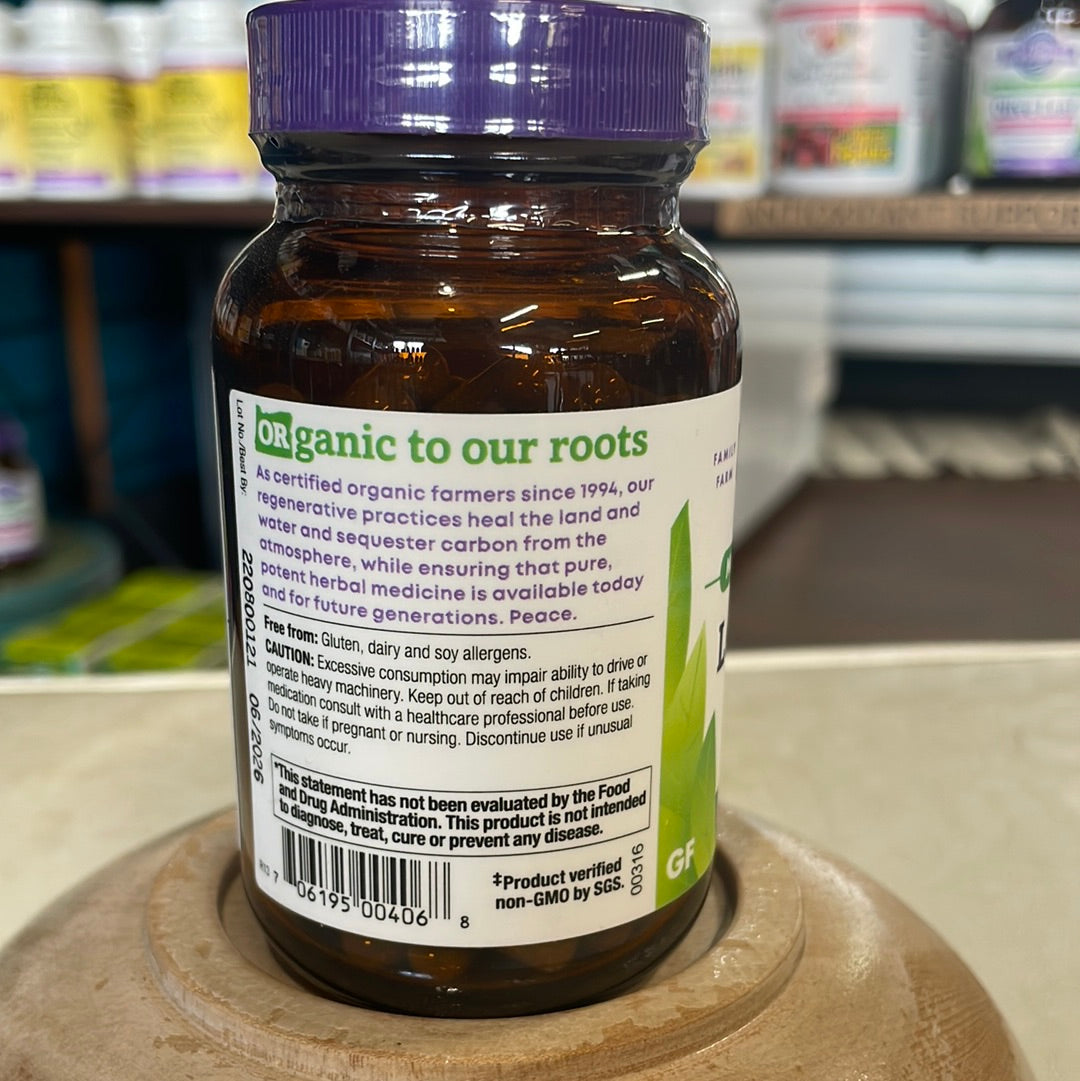 ORganic to our roots
As certified organic farmers since 1994, our
regenerative practices heal the land and
water and sequester carbon from the
atmosphere, while ensuring that pure,
potent herbal medicine is available today
and for future generations. Peace.
Free from: Gluten, dairy and soy allergens.
CAUTION: Excessive consumption may impair ability to drive or
operate heavy machinery. Keep out of reach of children. If taking
medication consult with a healthcare professional before use.
Do not take if pregnant or nursing. Discontinue use if unusual
symptoms occur.
*This statement has not been evaluated by the Food
and Drug Administration. This product is not intended
to diagnose, treat, cure or prevent any disease.
7 06195 00406 8
‡Product verified
non-GMO by SGS.
00316
Lot No./Best By:
220800121 06/2026
FAMILY
FARM
GF